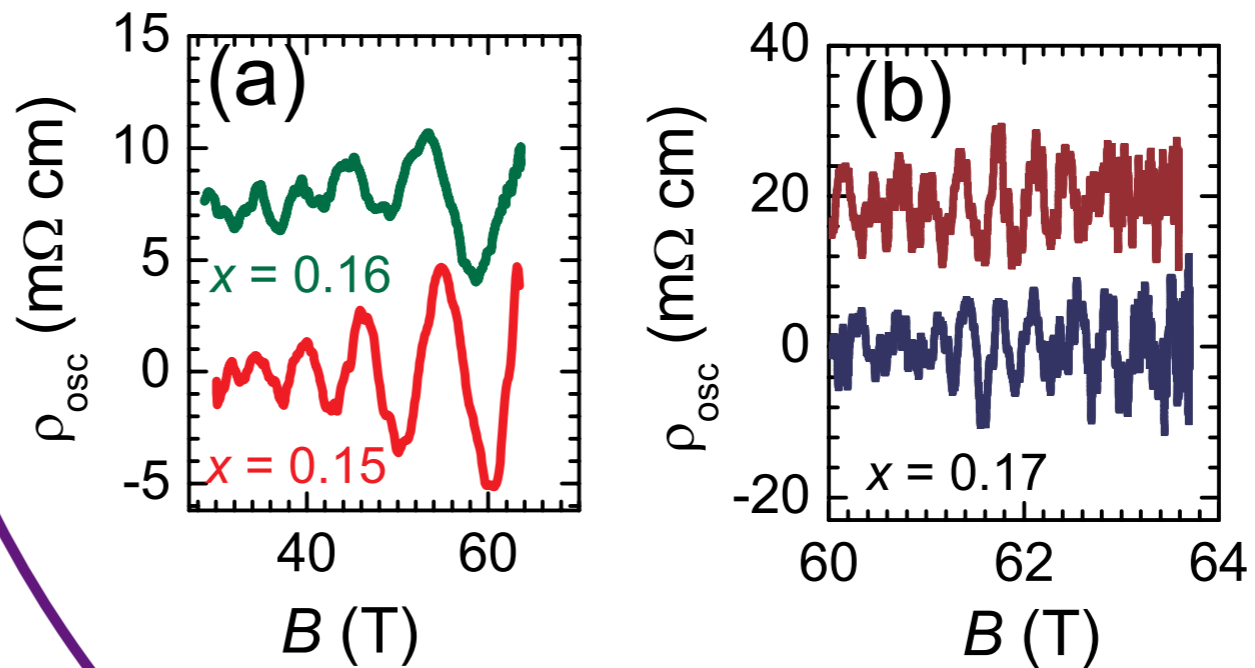 (a)
ρosc (mΩ cm)
15
10
5
0
-5
x = 0.16
x = 0.15
40 60
B (T)
(b)
ρosc (mΩ cm)
40
20
0
-20
x = 0.17
60 62 64
B (T)